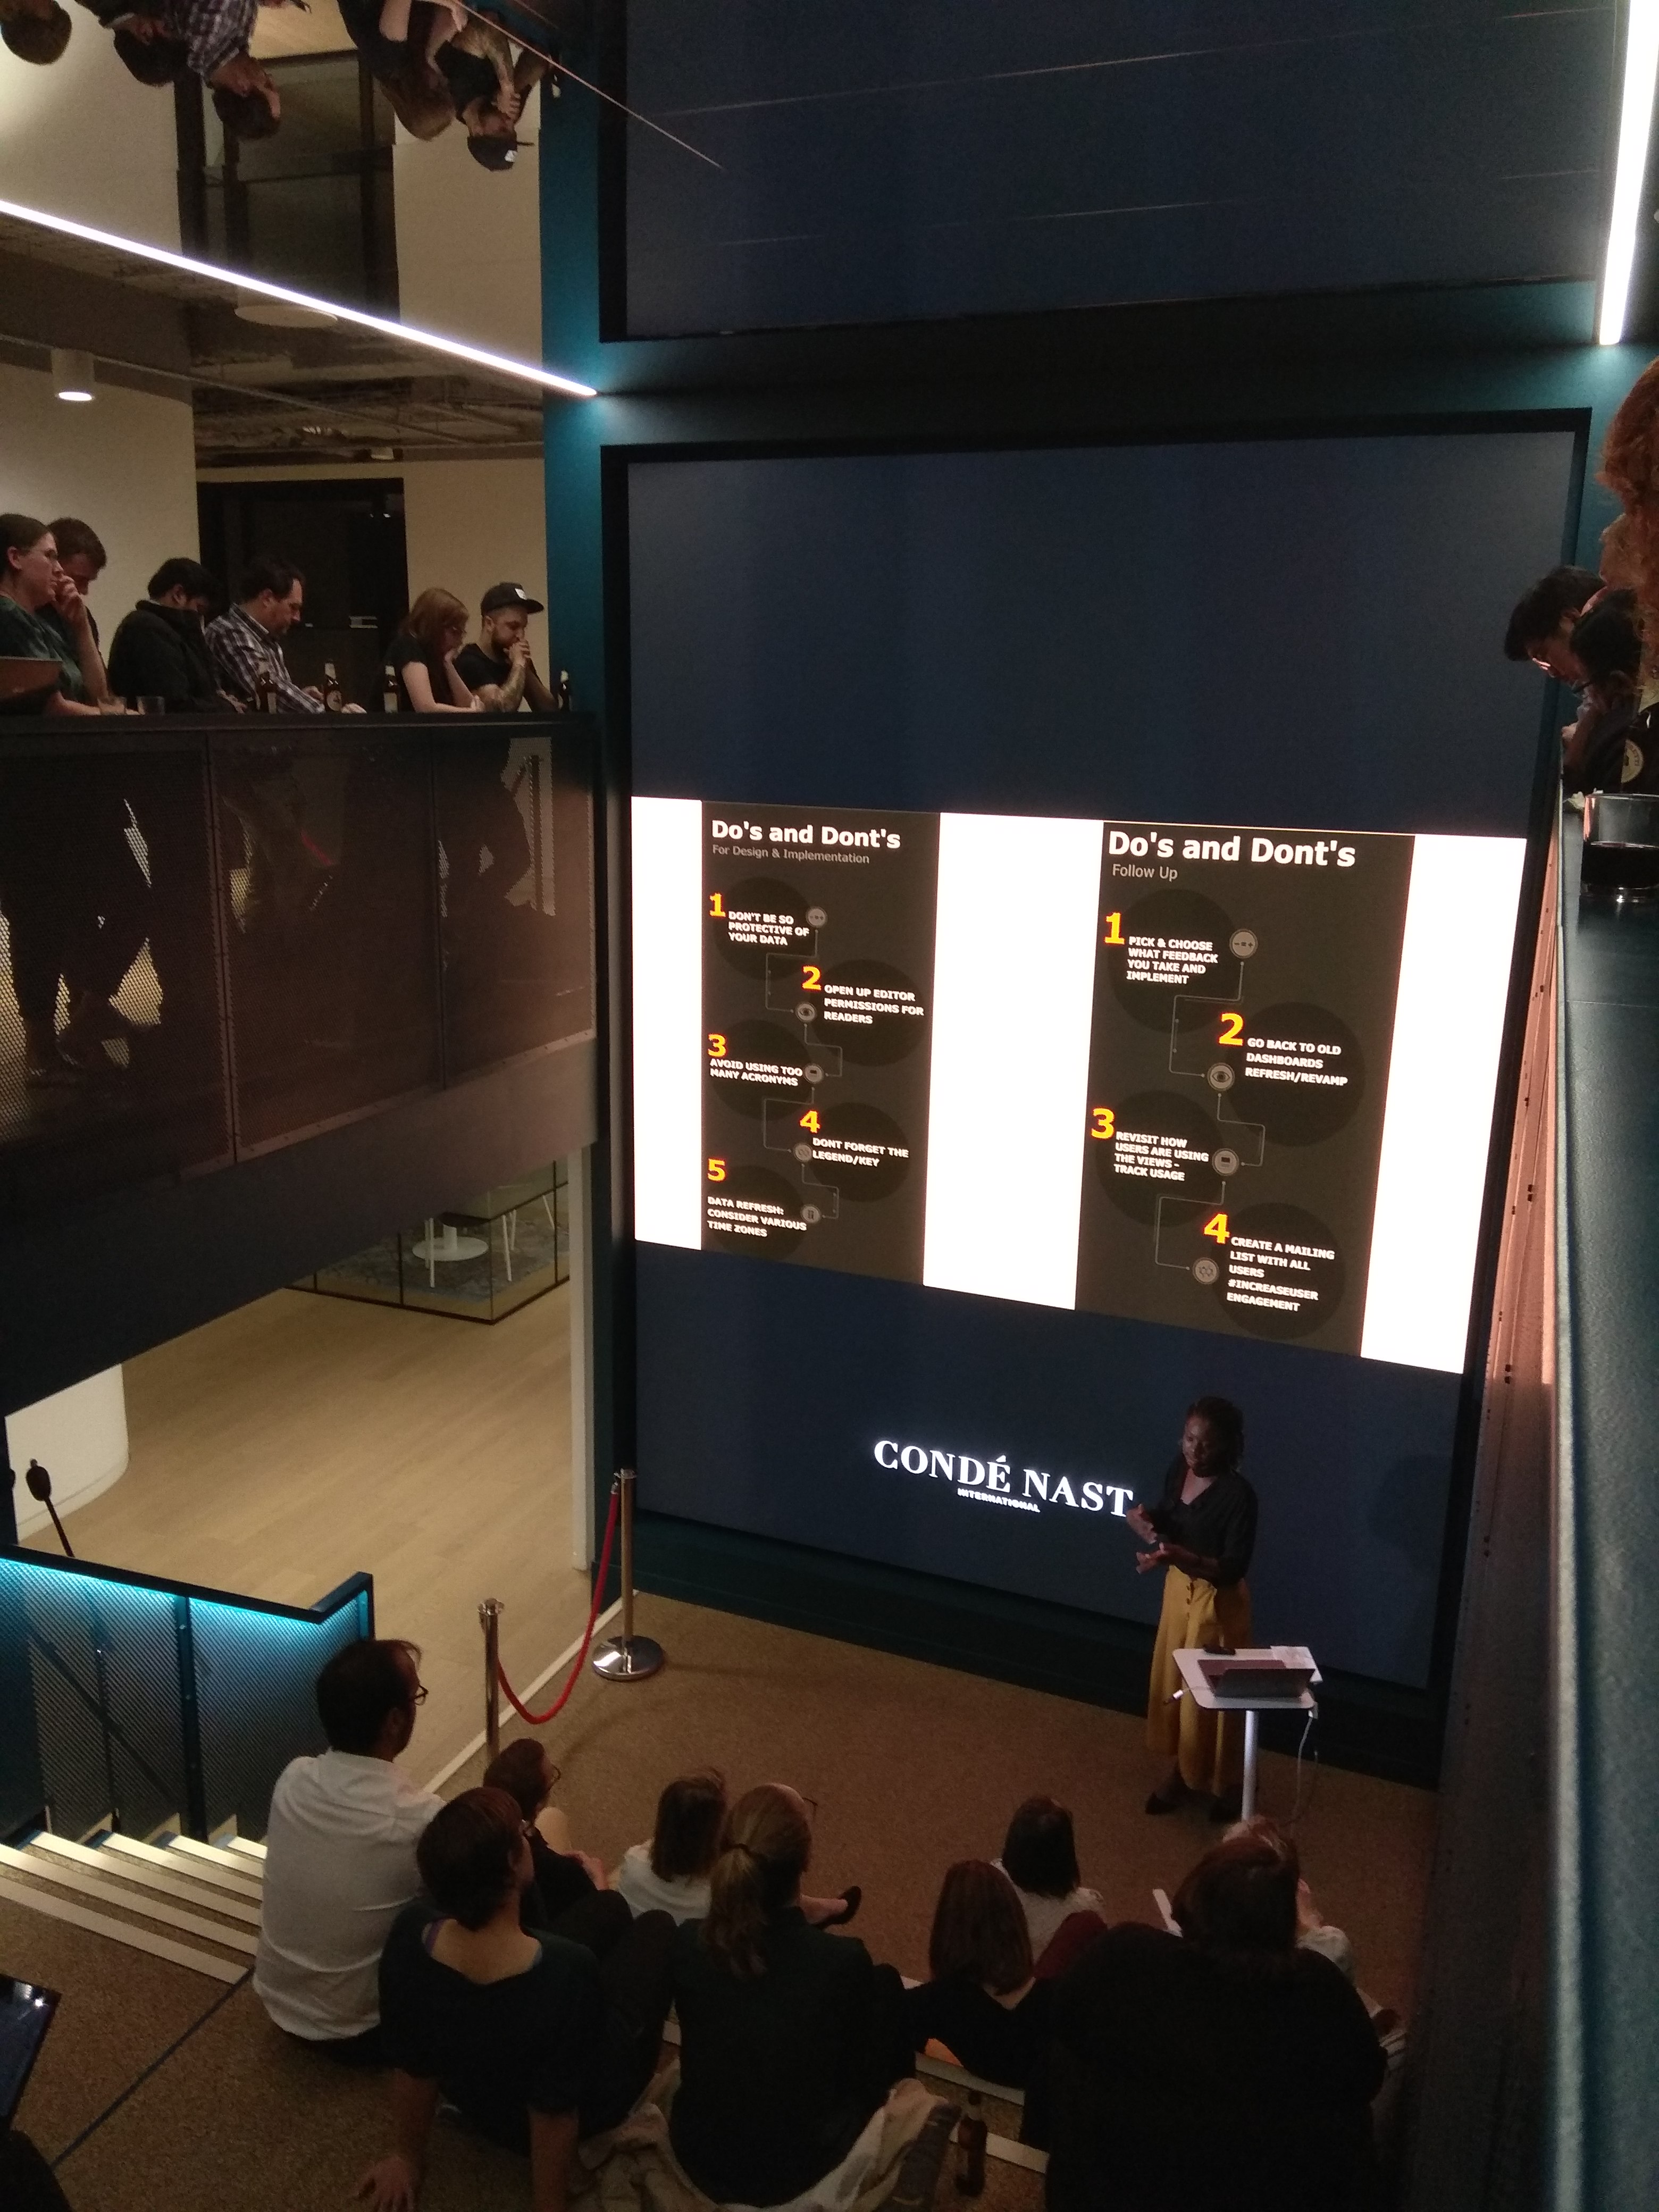 Do's and Dont's
For Design & Implementation
1
DON'T BE SO
PROTECTIVE OF
YOUR DATA
2
OPEN UP EDITOR
PERMISSIONS FOR
READERS
3
AVOID USING TOO
MANY ACRONYMS
4
DONT FORGET THE
LEGEND/KEY
5
DATA REFRESH:
CONSIDER VARIOUS
TIME ZONES
Do's and Dont's
Follow Up
1
PICK & CHOOSE
WHAT FEEDBACK
YOU TAKE AND
IMPLEMENT
2
GO BACK TO OLD
DASHBOARDS
REFRESH/REVAMP
3
REVISIT HOW
USERS ARE USING
THE VIEWS –
TRACK USAGE
4
CREATE A MAILING
LIST WITH ALL
USERS
#INCREASEUSER
ENGAGEMENT
CONDÉ NAST
INTERNATIONAL